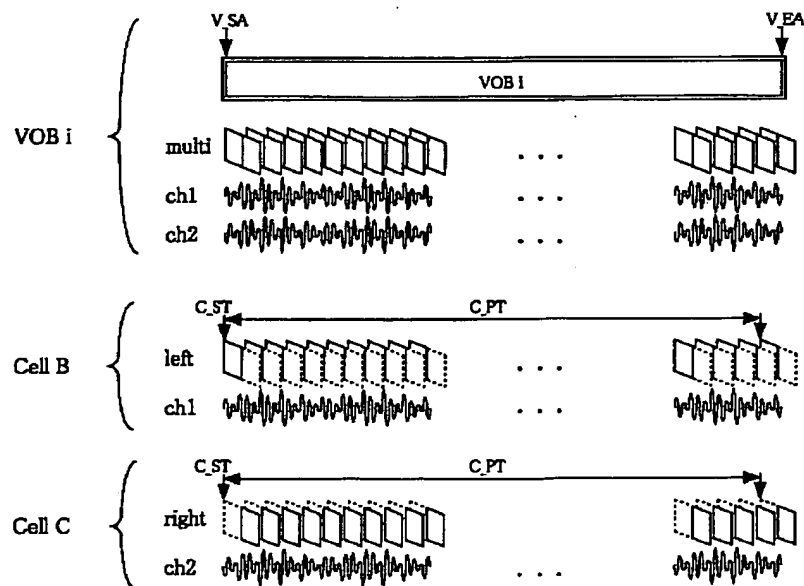 V_SA V_EA
VOB i
VOB i
multi . . .
ch1 . . .
ch2 . . .
C_ST C_PT
Cell B
left . . .
ch1 . . .
C_ST C_PT
Cell C
right
ch2 . . .